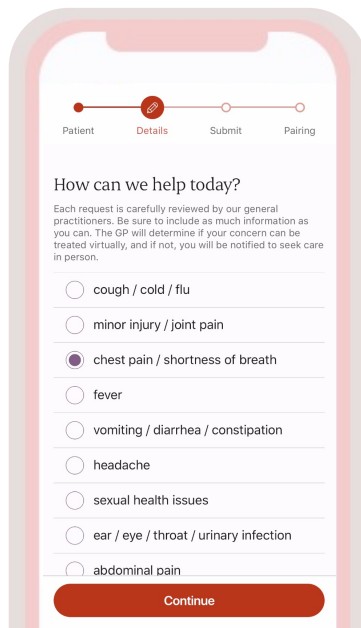 Patient Details Submit Pairing
How can we help today?
Each request is carefully reviewed by our general
practitioners. Be sure to include as much information as
you can. The GP will determine if your concern can be
treated virtually, and if not, you will be notified to seek care
in person.
cough / cold / flu
minor injury / joint pain
chest pain / shortness of breath
fever
vomiting / diarrhea / constipation
headache
sexual health issues
ear / eye / throat / urinary infection
abdominal pain
Continue